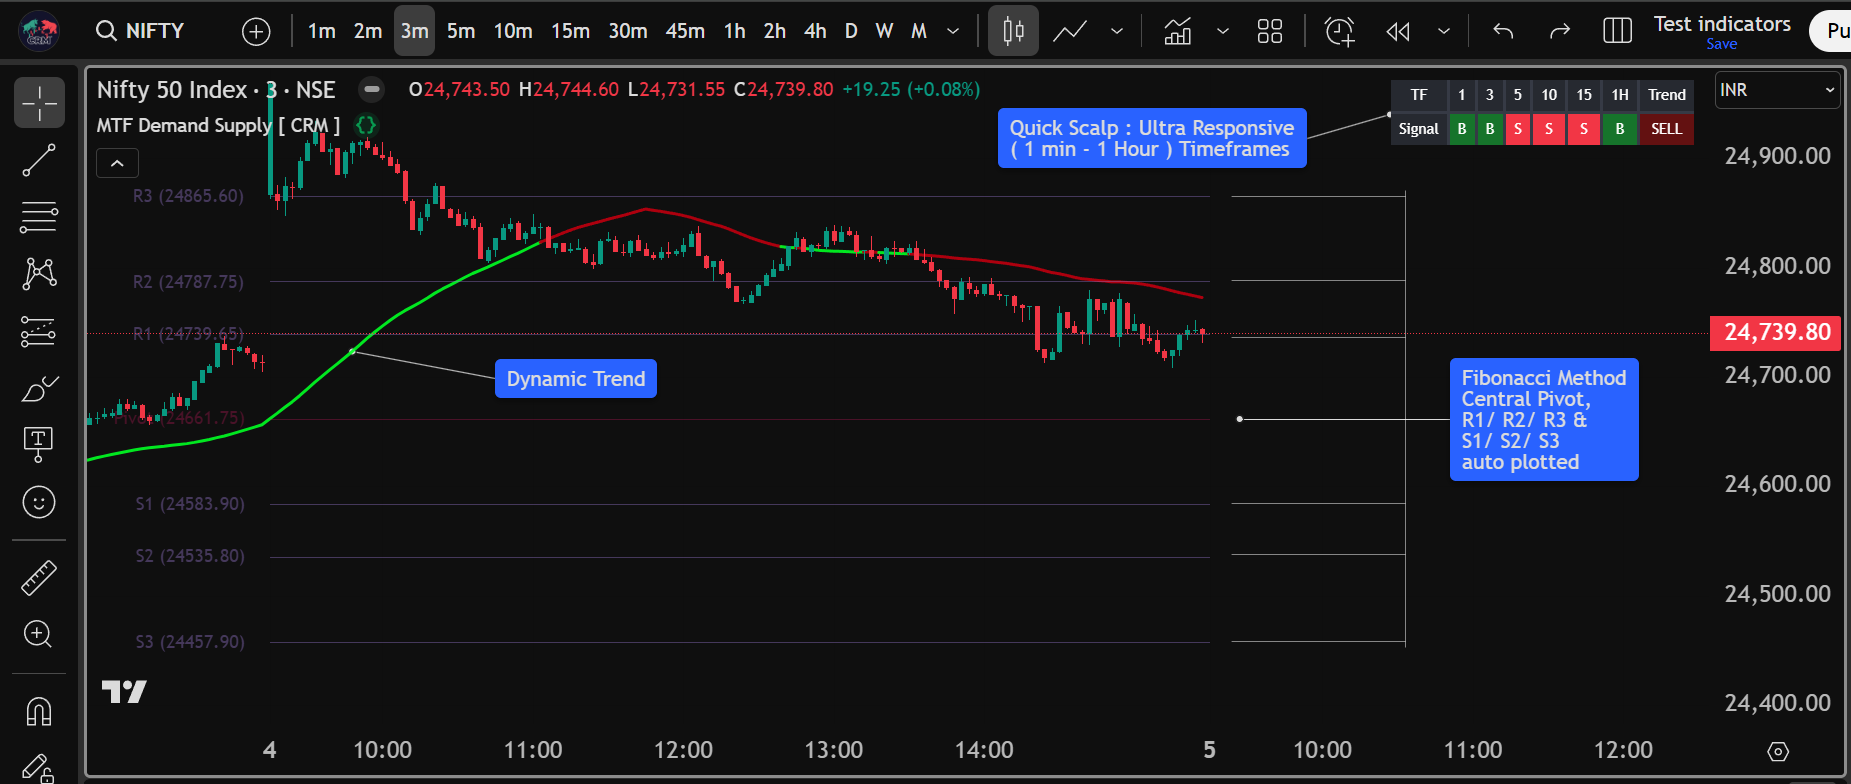 CRM
NIFTY
1m 2m 3m 5m 10m 15m 30m 45m 1h 2h 4h D W M
Test indicators
Save
Pu
Nifty 50 Index · 3 · NSE
O24,743.50 H24,744.60 L24,731.55 C24,739.80 +19.25 (+0.08%)
MTF Demand Supply [ CRM ] {}
Quick Scalp : Ultra Responsive
( 1 min - 1 Hour ) Timeframes
TF 1 3 5 10 15 1H Trend
Signal B B S S S B SELL
INR
24,900.00
R3 (24865.60)
24,800.00
R2 (24787.75)
R1 (24739.65)
24,739.80
24,700.00
Dynamic Trend
Fibonacci Method
Central Pivot,
R1/ R2/ R3 &
S1/ S2/ S3
auto plotted
Pivot (24661.75)
24,600.00
S1 (24583.90)
S2 (24535.80)
24,500.00
S3 (24457.90)
24,400.00
4 10:00 11:00 12:00 13:00 14:00 5 10:00 11:00 12:00